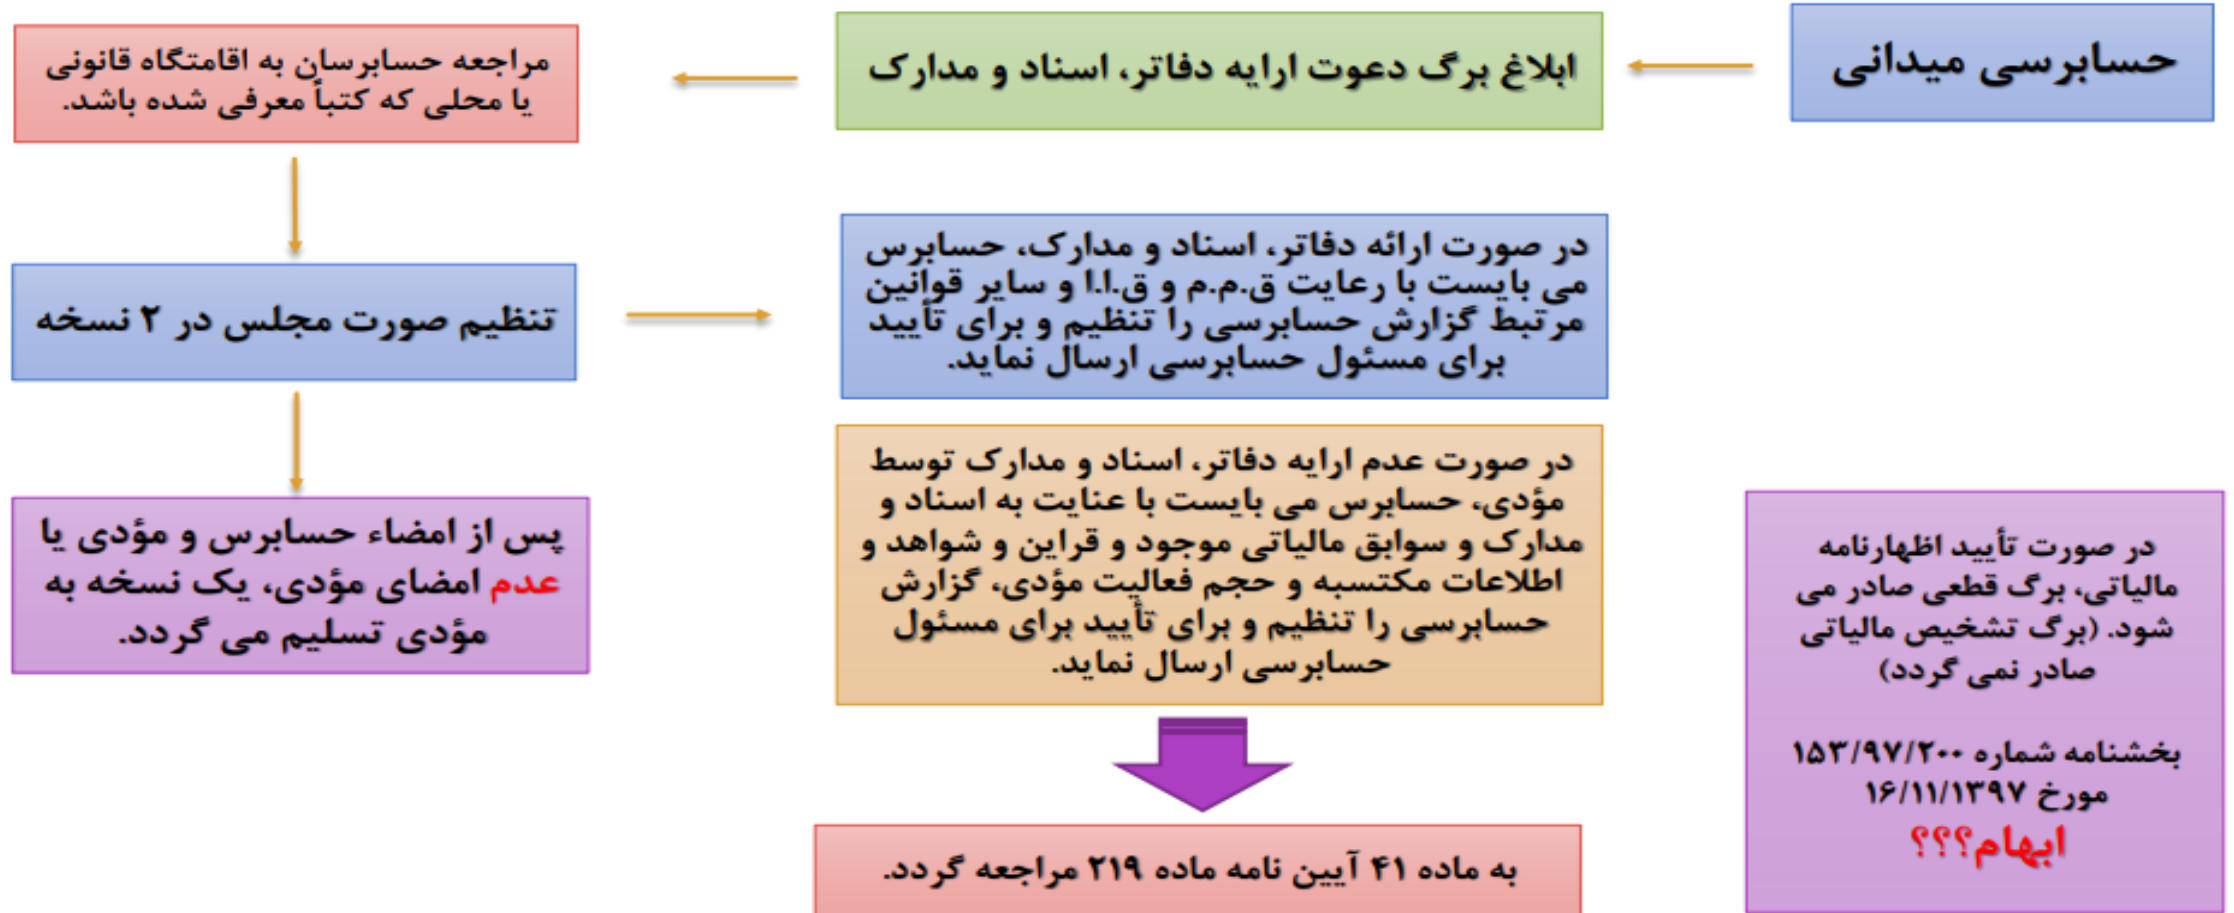 حسابرسی میدانی
ابلاغ برگ دعوت ارایه دفاتر، اسناد و مدارک
مراجعه حسابرسان به اقامتگاه قانونی
یا محلی که کتباً معرفی شده باشد.
تنظیم صورت مجلس در ۲ نسخه
در صورت ارائه دفاتر، اسناد و مدارک، حسابرس
می بایست با رعایت ق.م.م و ق.ا.ا و سایر قوانین
مرتبط گزارش حسابرسی را تنظیم و برای تأیید
برای مسئول حسابرسی ارسال نماید.
پس از امضاء حسابرس و مؤدی یا
عدم امضای مؤدی، یک نسخه به
مؤدی تسلیم می گردد.
در صورت عدم ارایه دفاتر، اسناد و مدارک توسط
مؤدی، حسابرس می بایست با عنایت به اسناد و
مدارک و سوابق مالیاتی موجود و قراین و شواهد و
اطلاعات مکتسبه و حجم فعالیت مؤدی، گزارش
حسابرسی را تنظیم و برای تأیید برای مسئول
حسابرسی ارسال نماید.
به ماده ۴۱ آیین نامه ماده ۲۱۹ مراجعه گردد.
در صورت تأیید اظهارنامه
مالیاتی، برگ قطعی صادر می
شود. (برگ تشخیص مالیاتی
صادر نمی گردد)
بخشنامه شماره ۱۵۳/۹۷/۲۰۰
مورخ ۱۶/۱۱/۱۳۹۷
ابهام؟؟؟